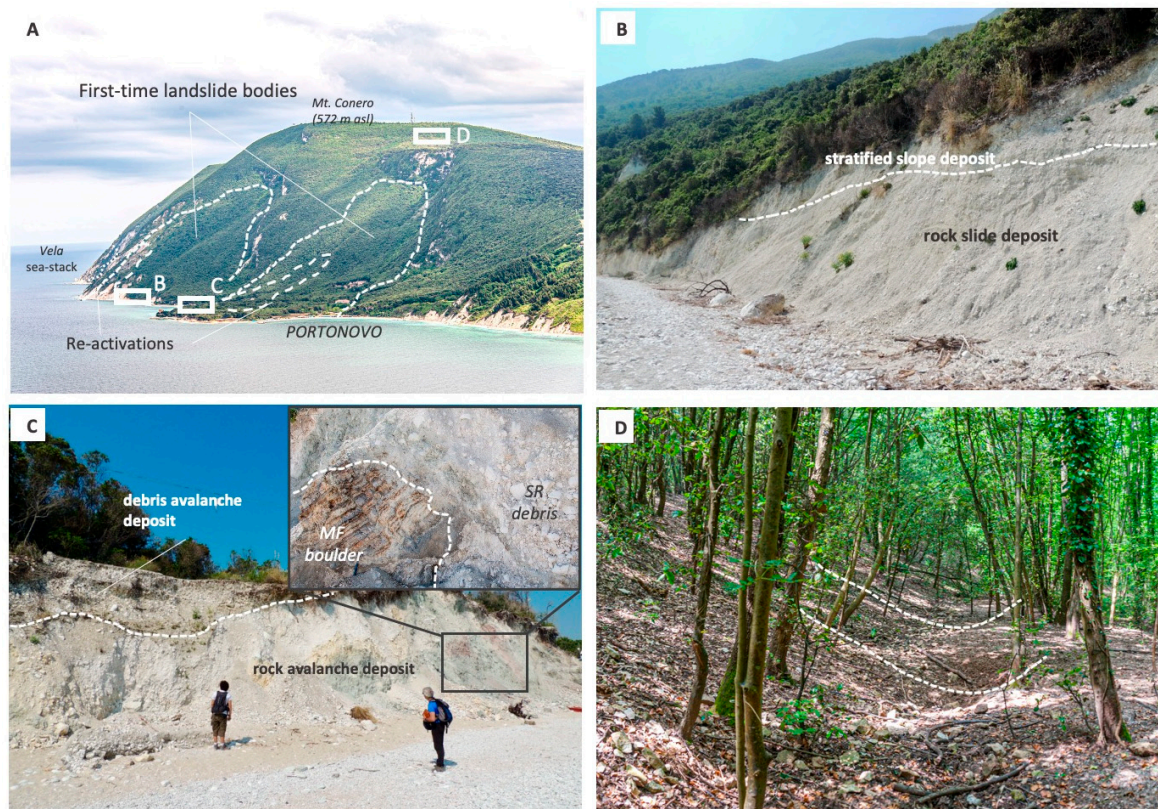 A
First-time landslide bodies
Mt. Conero
(572 m asl)
D
Vela
sea-stack
B
C
Re-activations
PORTONOVO
B
stratified slope deposit
rock slide deposit
C
debris avalanche
deposit
rock avalanche deposit
MF
boulder
SR
debris
D